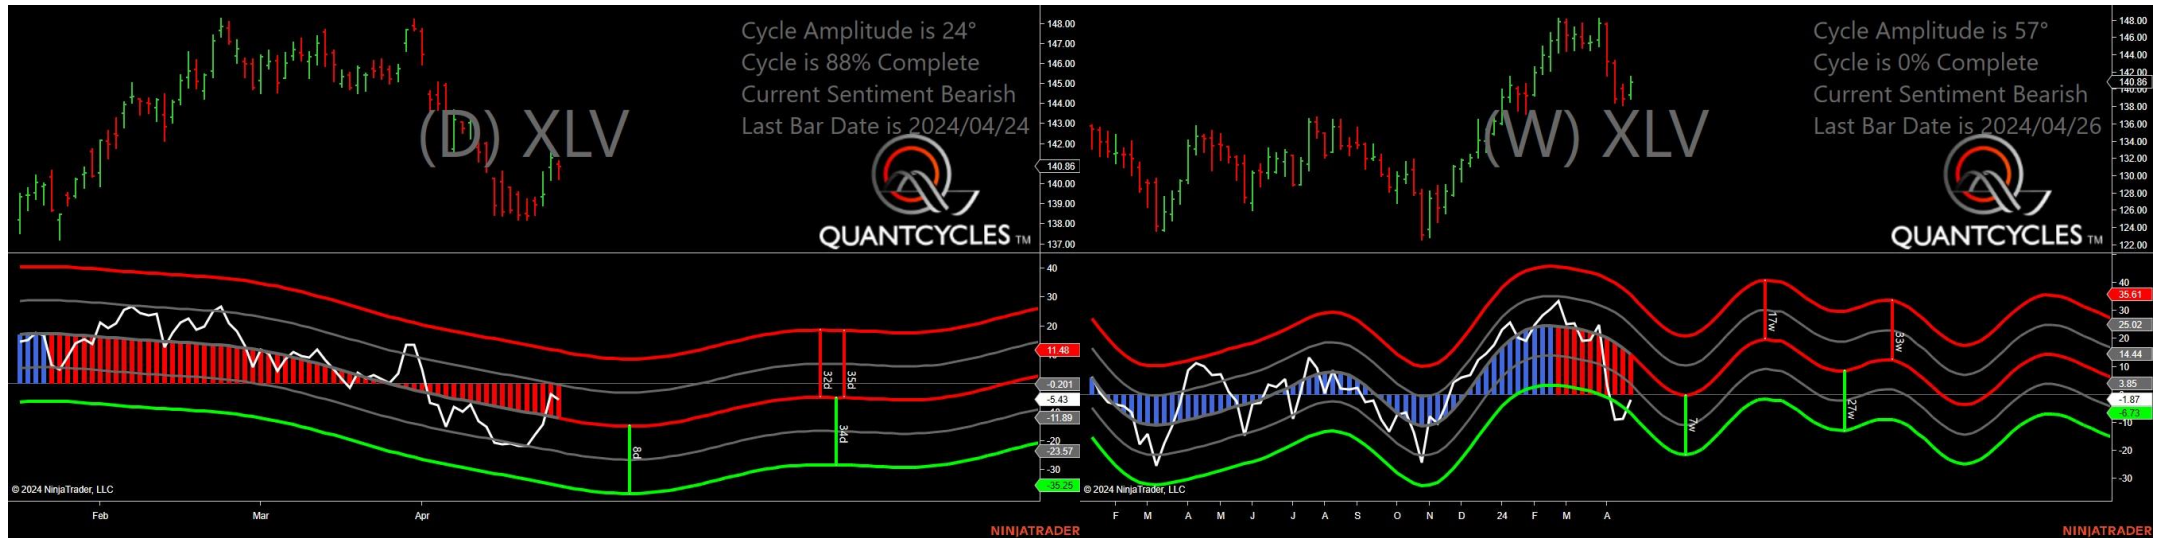 Cycle Amplitude is 24°
Cycle is 88% Complete
Current Sentiment Bearish
Last Bar Date is 2024/04/24
(D) XLV
QUANTCYCLES TM
148.00
147.00
146.00
145.00
144.00
143.00
142.00
140.86
140.00
139.00
138.00
137.00
40
30
20
11.48
-0.201
-5.43
-11.89
-20
-23.57
-30
-35.25
8d
32d
34d
35d
© 2024 NinjaTrader, LLC
Feb
Mar
Apr
NINJATRADER
Cycle Amplitude is 57°
Cycle is 0% Complete
Current Sentiment Bearish
Last Bar Date is 2024/04/26
(W) XLV
QUANTCYCLES TM
148.00
146.00
144.00
142.00
140.86
138.00
136.00
134.00
132.00
130.00
128.00
126.00
124.00
122.00
40
35.61
30
25.02
20
14.44
10
3.85
-1.87
-6.73
-10
-20
-30
7w
17w
27w
33w
© 2024 NinjaTrader, LLC
F
M
A
M
J
J
A
S
O
N
D
24
F
M
A
NINJATRADER